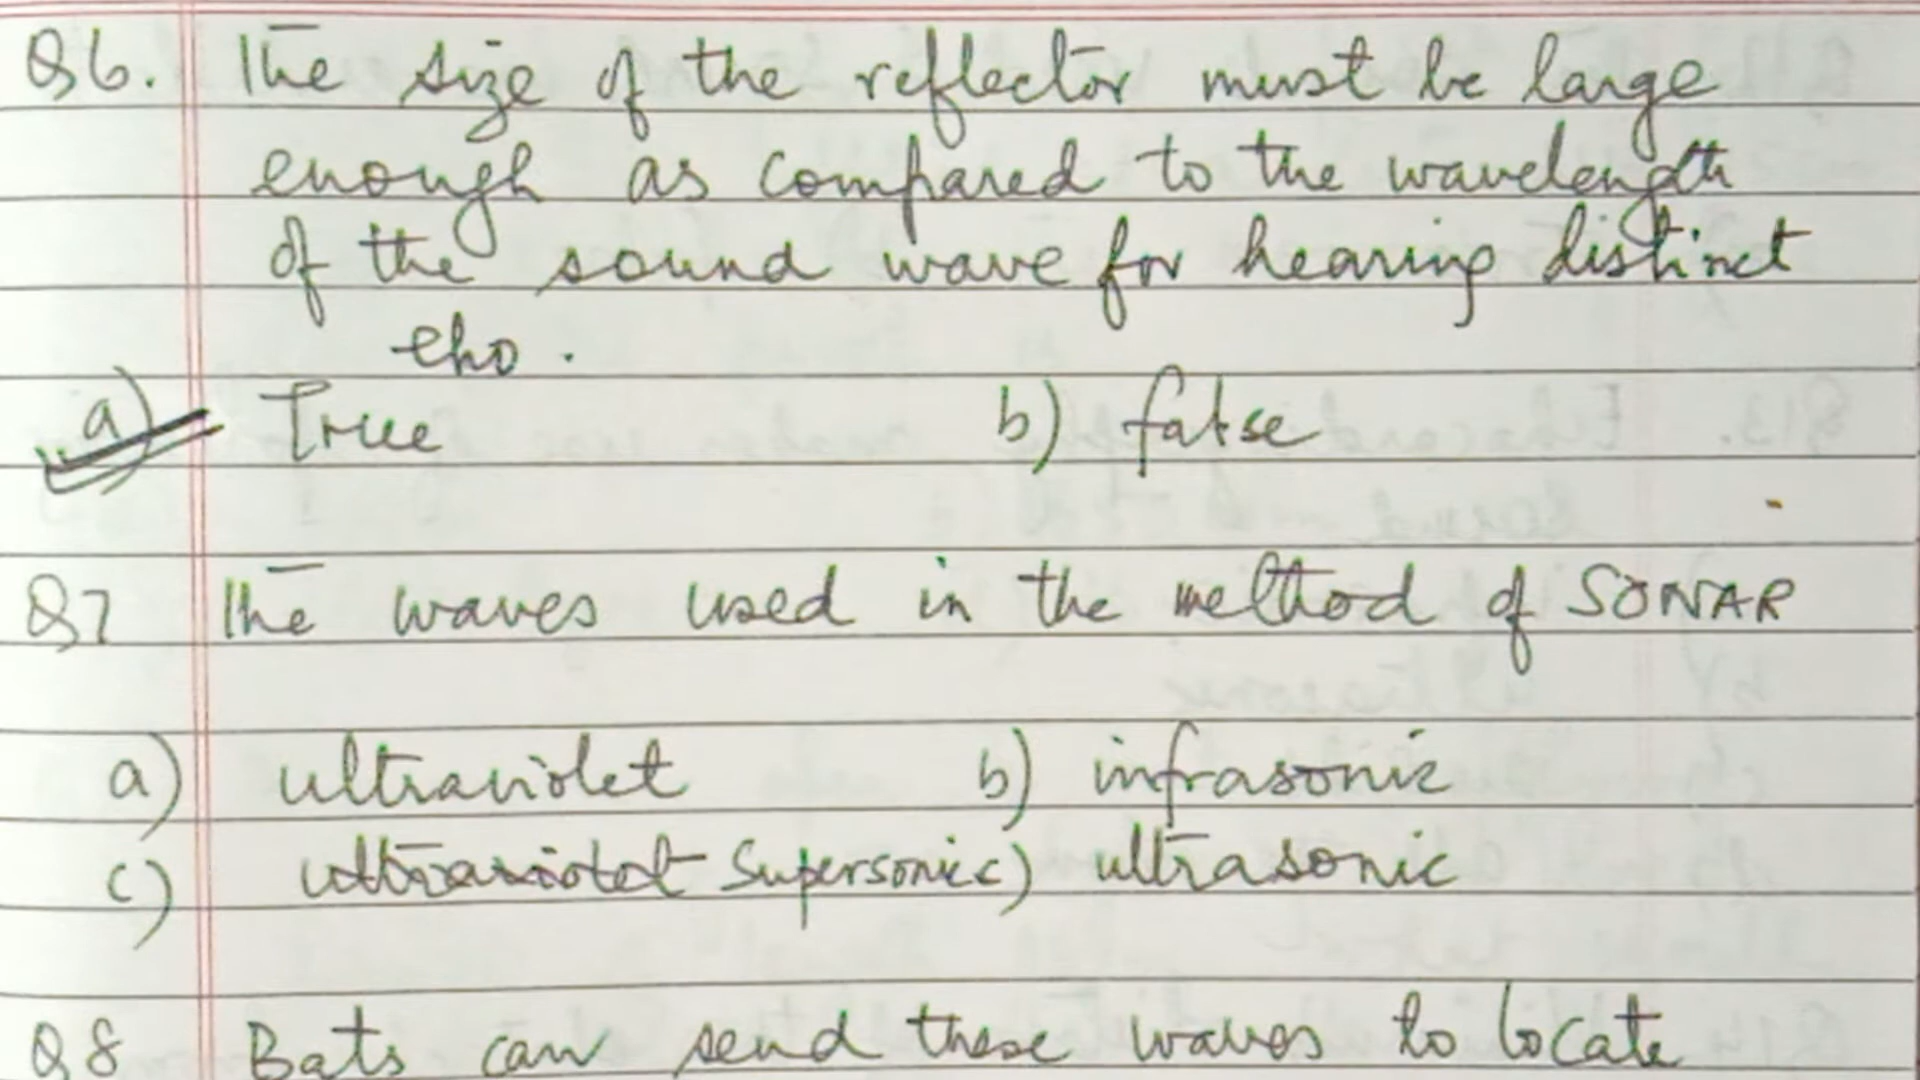 Q6. The size of the reflector must be large
enough as compared to the wavelength
of the sound wave for hearing distinct
eho.
a) True b) false
Q7 The waves used in the method of SONAR
a) ultraviolet b) infrasonic
c) ultraviolet Supersonic c) ultrasonic
Q8 Bats can send these waves to locate